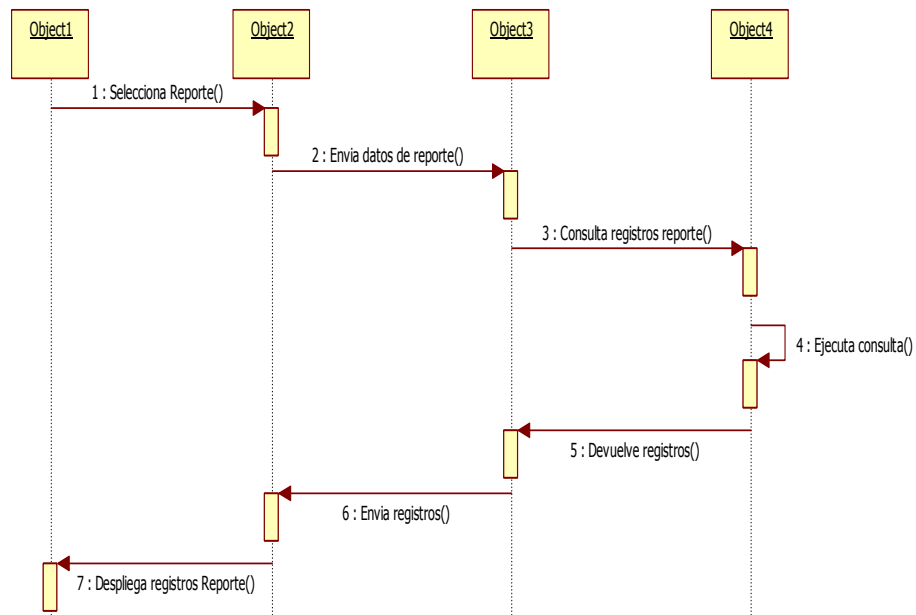 Object1
Object2
Object3
Object4
1 : Selecciona Reporte()
2 : Envia datos de reporte()
3 : Consulta registros reporte()
4 : Ejecuta consulta()
5 : Devuelve registros()
6 : Envia registros()
7 : Despliega registros Reporte()